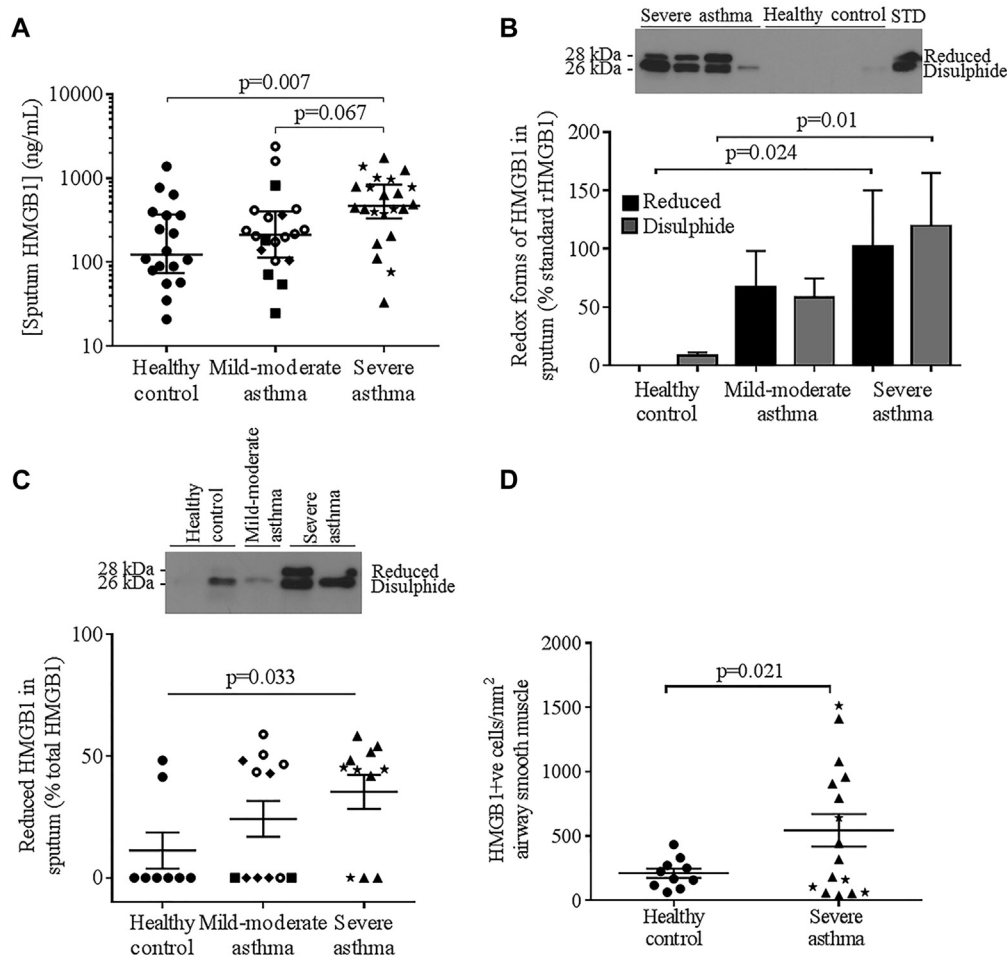 A
[Sputum HMGB1] (ng/mL)
10000
1000
100
10
p=0.007
p=0.067
Healthy control
Mild-moderate asthma
Severe asthma
B
Severe asthma Healthy control STD
28 kDa - Reduced
26 kDa - Disulphide
Redox forms of HMGB1 in
sputum (% standard rHMGB1)
200
150
100
50
0
p=0.01
p=0.024
Reduced
Disulphide
Healthy control
Mild-moderate asthma
Severe asthma
C
Healthy control
Mild-moderate asthma
Severe asthma
28 kDa - Reduced
26 kDa - Disulphide
Reduced HMGB1 in
sputum (% total HMGB1)
100
50
0
p=0.033
Healthy control
Mild-moderate asthma
Severe asthma
D
HMGB1+ve cells/mm²
airway smooth muscle
2000
1500
1000
500
0
p=0.021
Healthy control
Severe asthma